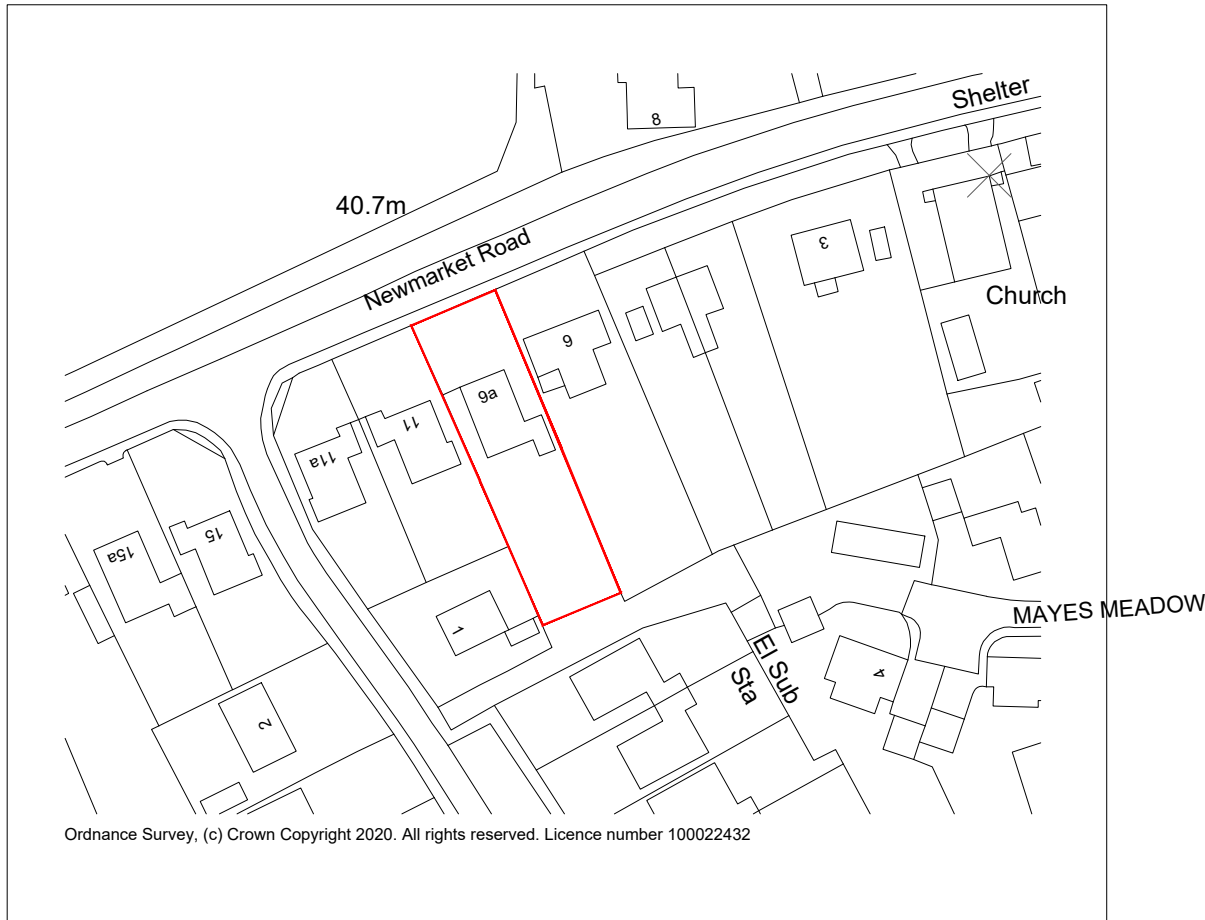 8
Shelter
40.7m
Newmarket Road
3
Church
9
9a
11
11a
15
15a
1
2
MAYES MEADOW
El Sub
Sta
4
Ordnance Survey, (c) Crown Copyright 2020. All rights reserved. Licence number 100022432